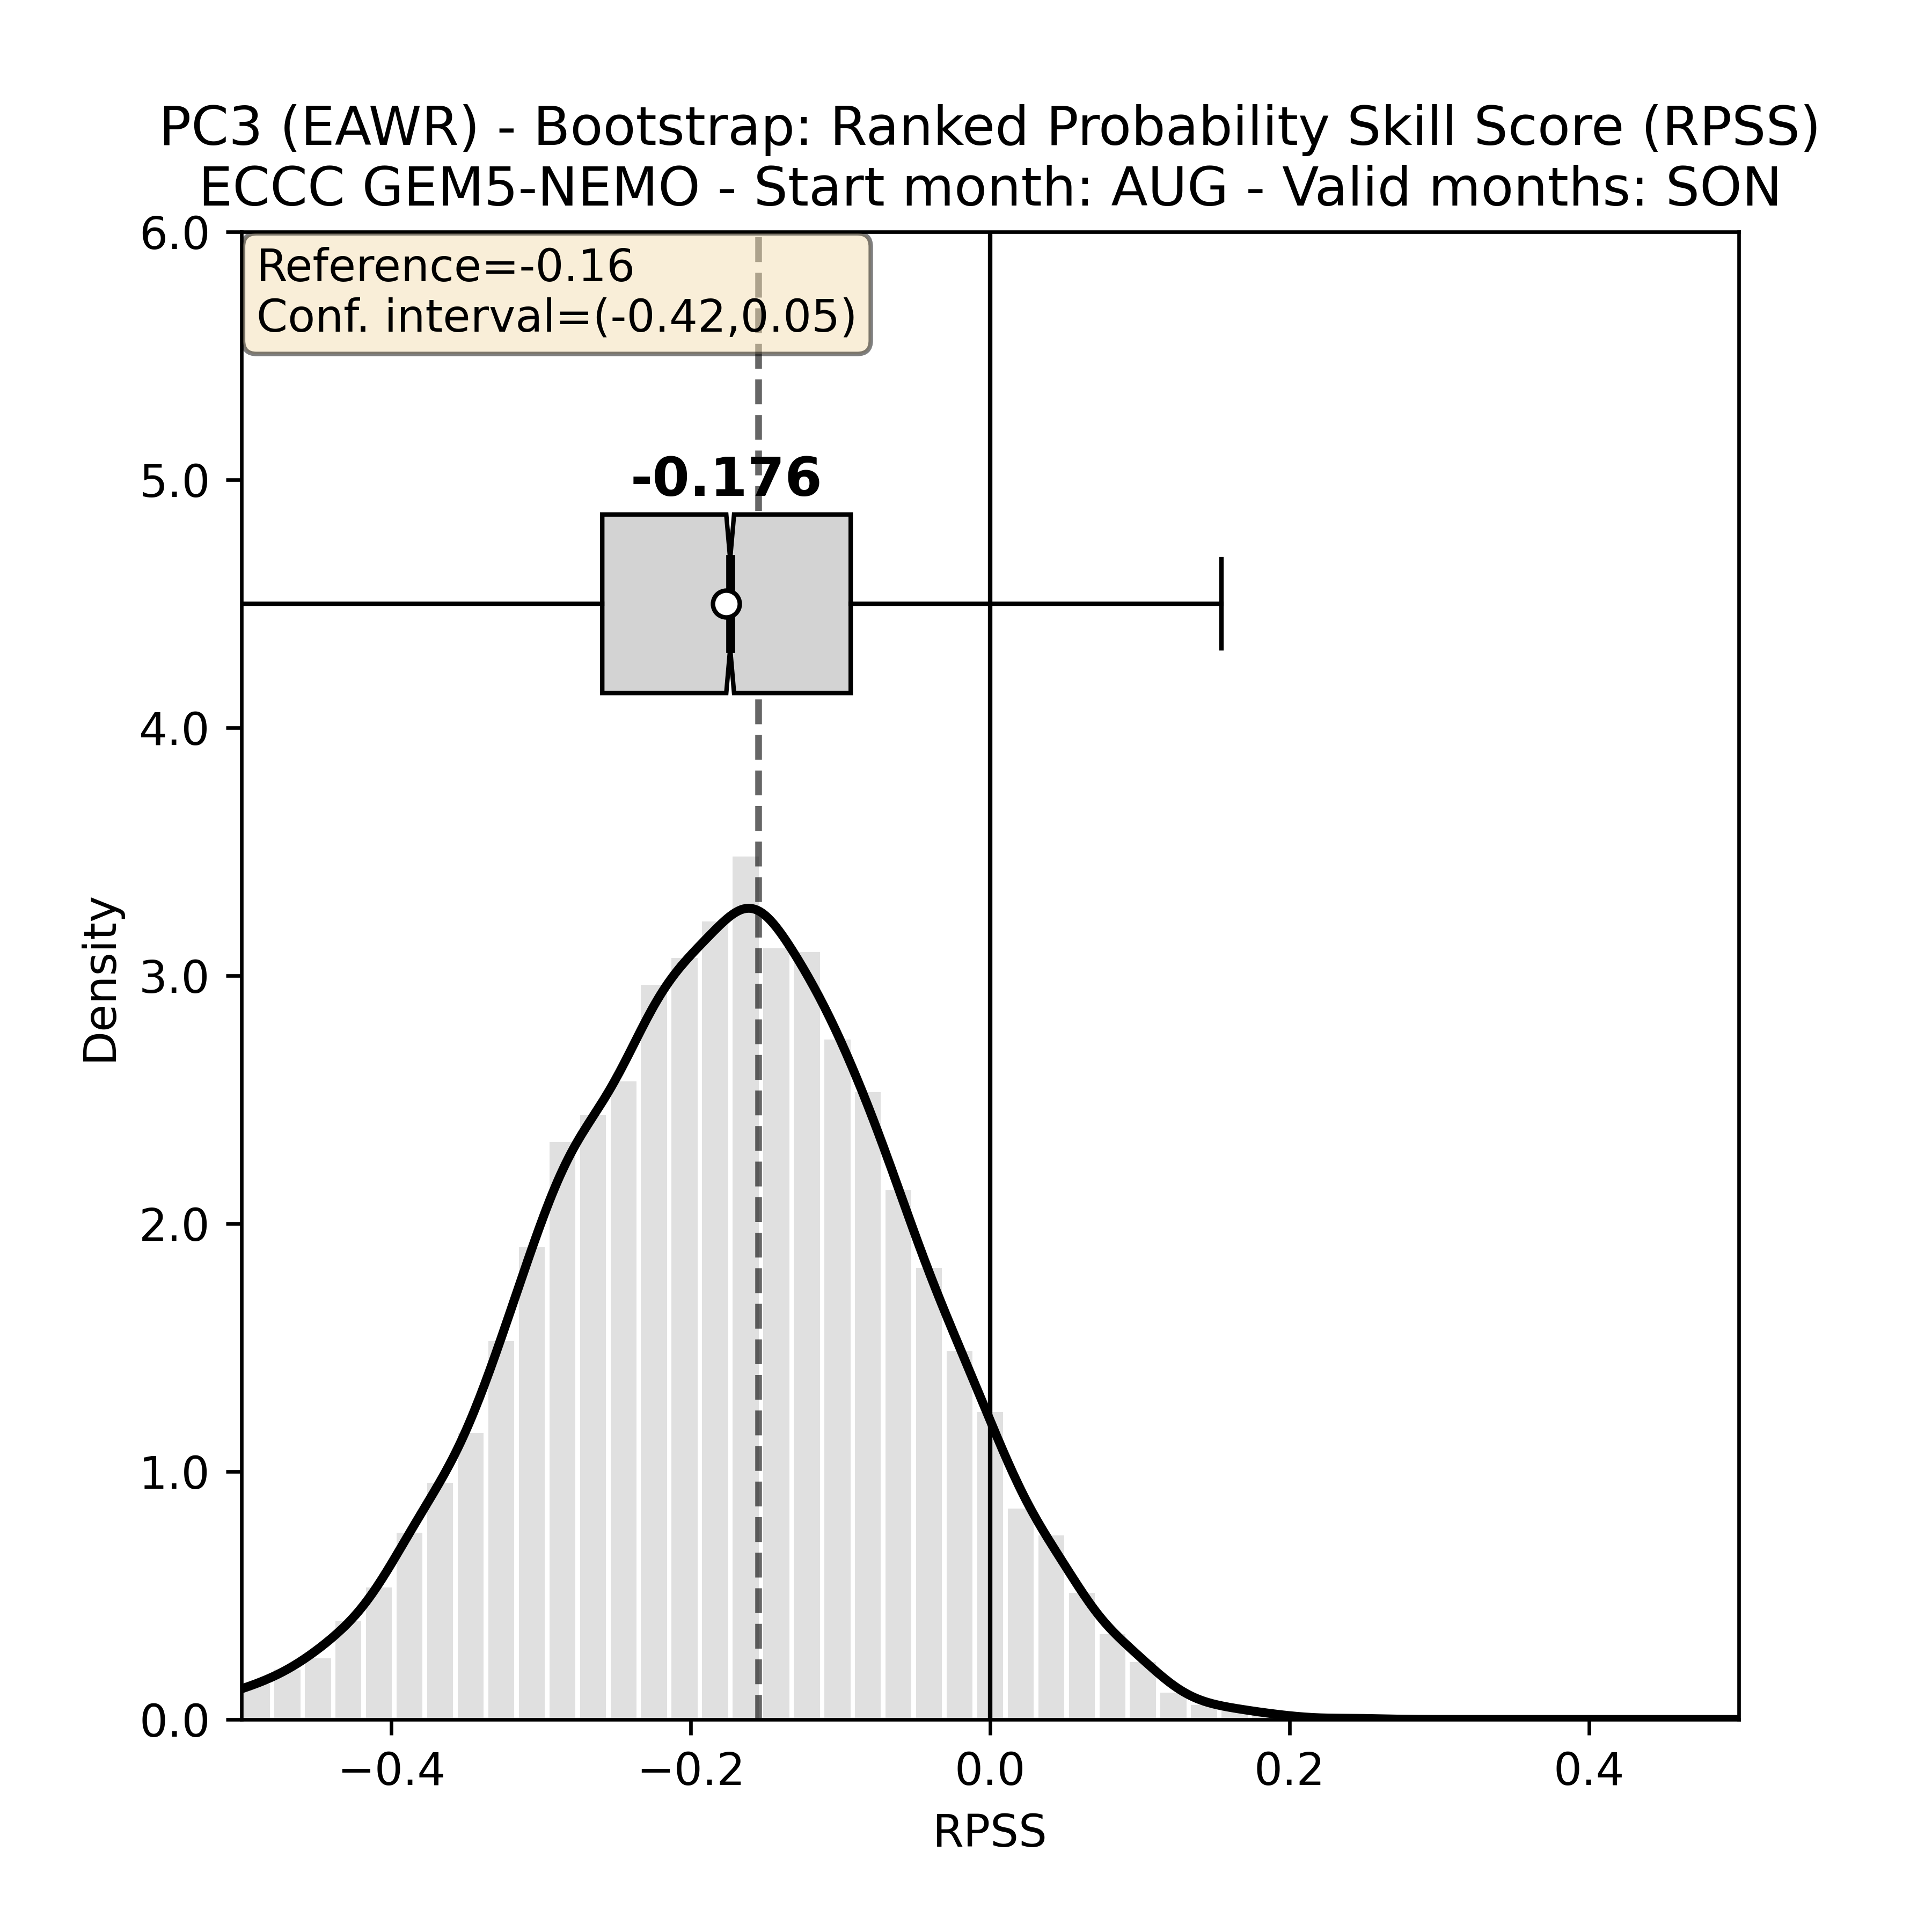 PC3 (EAWR) - Bootstrap: Ranked Probability Skill Score (RPSS)
ECCC GEM5-NEMO - Start month: AUG - Valid months: SON
6.0
Reference=-0.16
Conf. interval=(-0.42,0.05)
5.0
-0.176
4.0
Density
3.0
2.0
1.0
0.0
−0.4 −0.2 0.0 0.2 0.4
RPSS